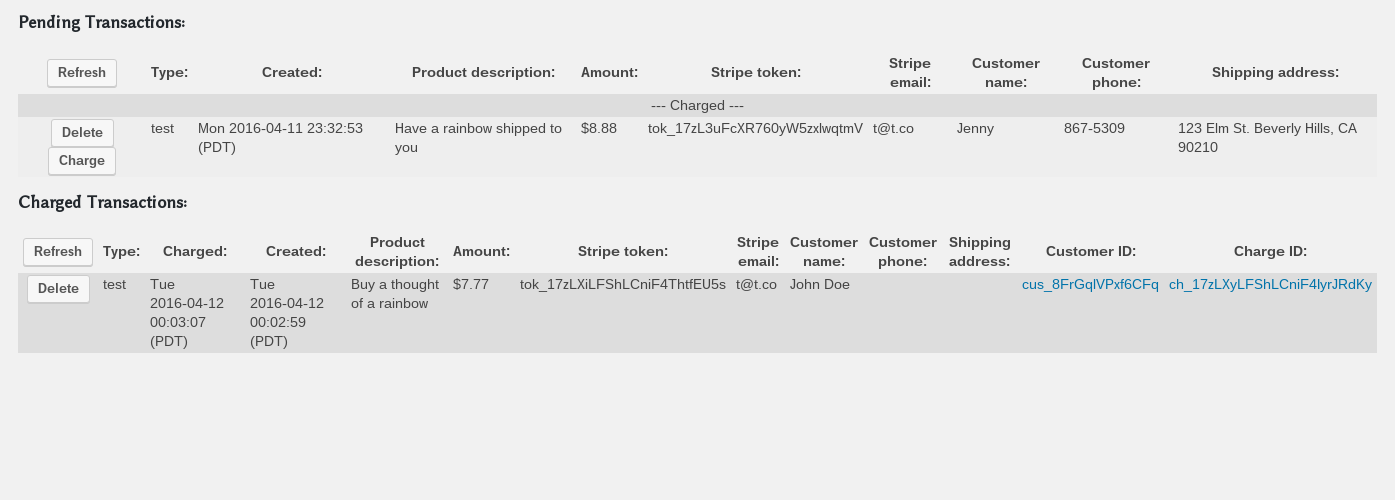 Pending Transactions:
Refresh Type: Created: Product description: Amount: Stripe token: Stripe email: Customer name: Customer phone: Shipping address:
--- Charged ---
Delete Charge test Mon 2016-04-11 23:32:53 (PDT) Have a rainbow shipped to you $8.88 tok_17zL3uFcXR760yW5zxlwqtmV t@t.co Jenny 867-5309 123 Elm St. Beverly Hills, CA 90210
Charged Transactions:
Refresh Type: Charged: Created: Product description: Amount: Stripe token: Stripe email: Customer name: Customer phone: Shipping address: Customer ID: Charge ID:
Delete test Tue 2016-04-12 00:03:07 (PDT) Tue 2016-04-12 00:02:59 (PDT) Buy a thought of a rainbow $7.77 tok_17zLXiLFShLCniF4ThtfEU5s t@t.co John Doe cus_8FrGqlVPxf6CFq ch_17zLXyLFShLCniF4lyrJRdKy